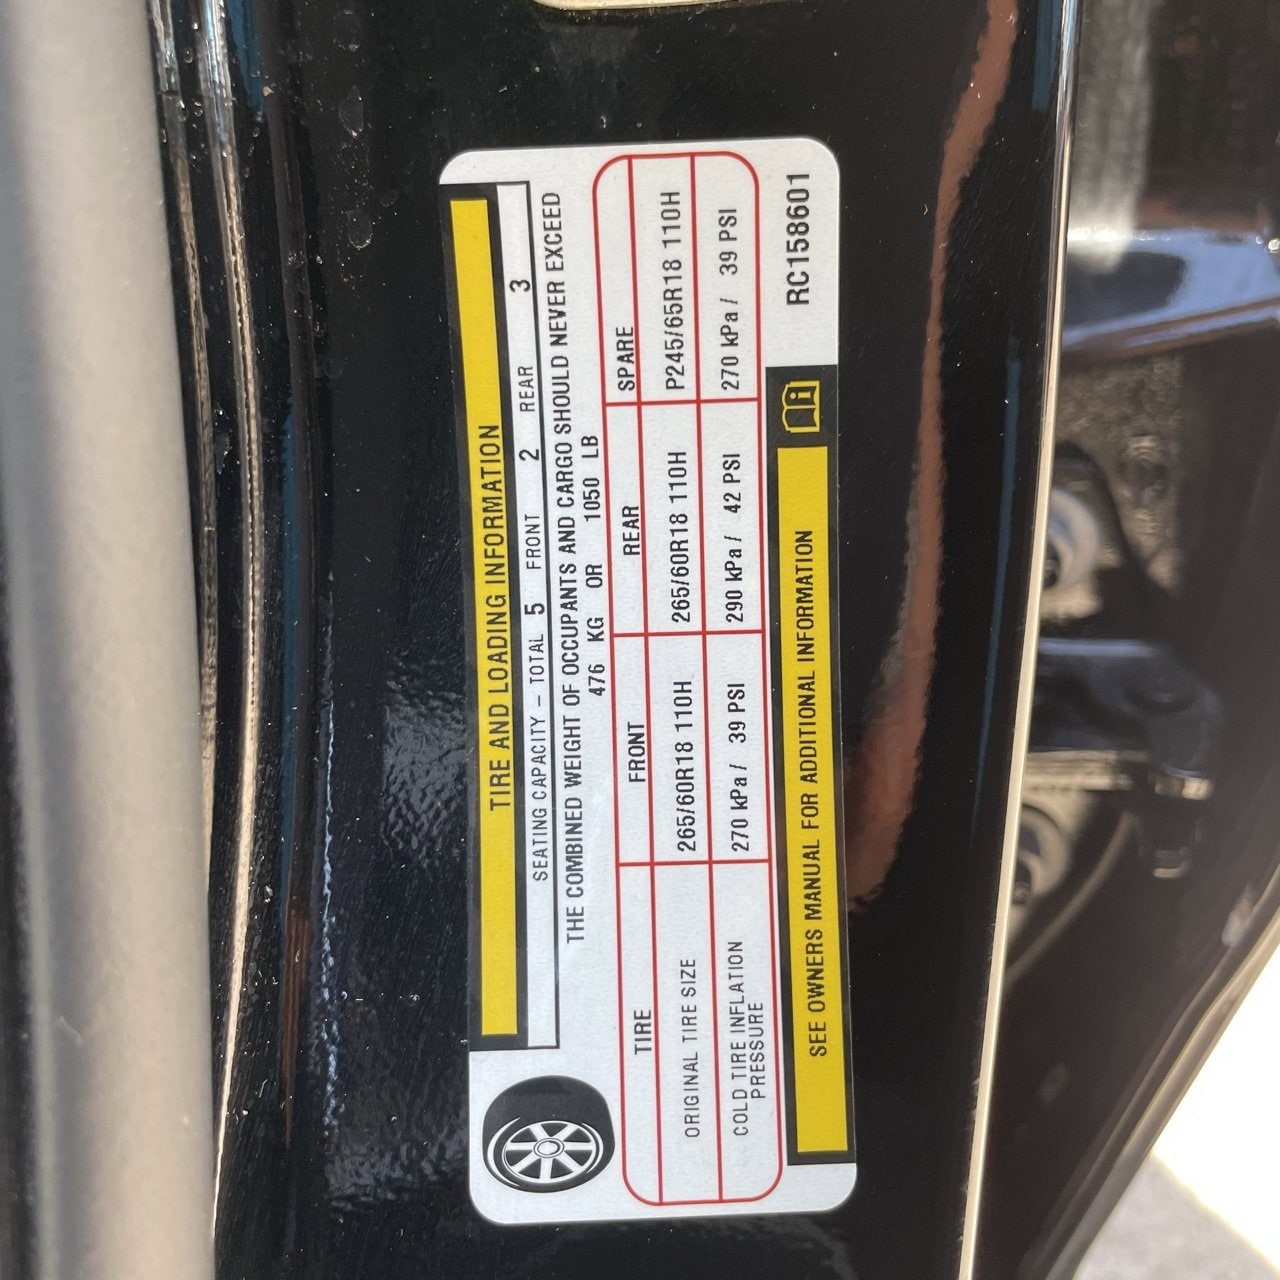 TIRE AND LOADING INFORMATION
SEATING CAPACITY – TOTAL 5 FRONT 2 REAR 3
THE COMBINED WEIGHT OF OCCUPANTS AND CARGO SHOULD NEVER EXCEED
476 KG OR 1050 LB
TIRE FRONT REAR SPARE
ORIGINAL TIRE SIZE 265/60R18 110H 265/60R18 110H P245/65R18 110H
COLD TIRE INFLATION PRESSURE 270 kPa / 39 PSI 290 kPa / 42 PSI 270 kPa / 39 PSI
SEE OWNERS MANUAL FOR ADDITIONAL INFORMATION
RC158601